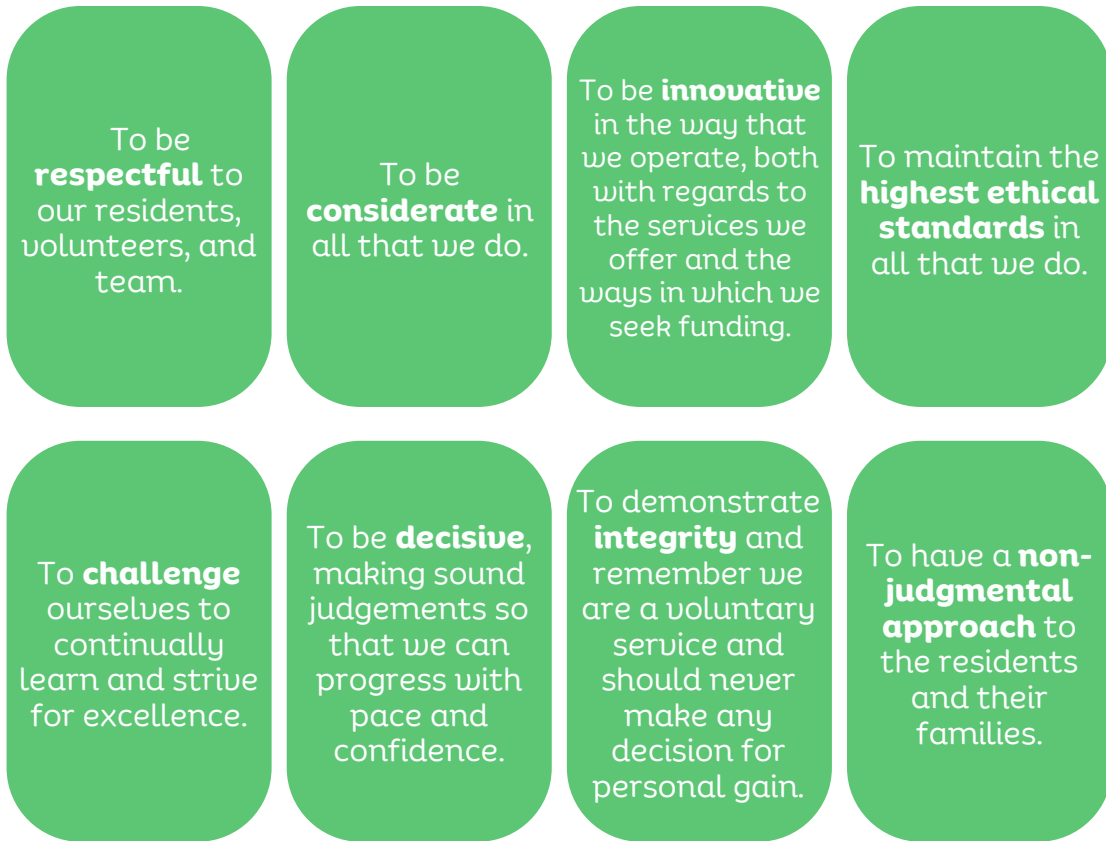 To be
respectful to
our residents,
volunteers, and
team.
To be
considerate in
all that we do.
To be innovative
in the way that
we operate, both
with regards to
the services we
offer and the
ways in which we
seek funding.
To maintain the
highest ethical
standards in
all that we do.
To challenge
ourselves to
continually
learn and strive
for excellence.
To be decisive,
making sound
judgements so
that we can
progress with
pace and
confidence.
To demonstrate
integrity and
remember we
are a voluntary
service and
should never
make any
decision for
personal gain.
To have a non-
judgmental
approach to
the residents
and their
families.